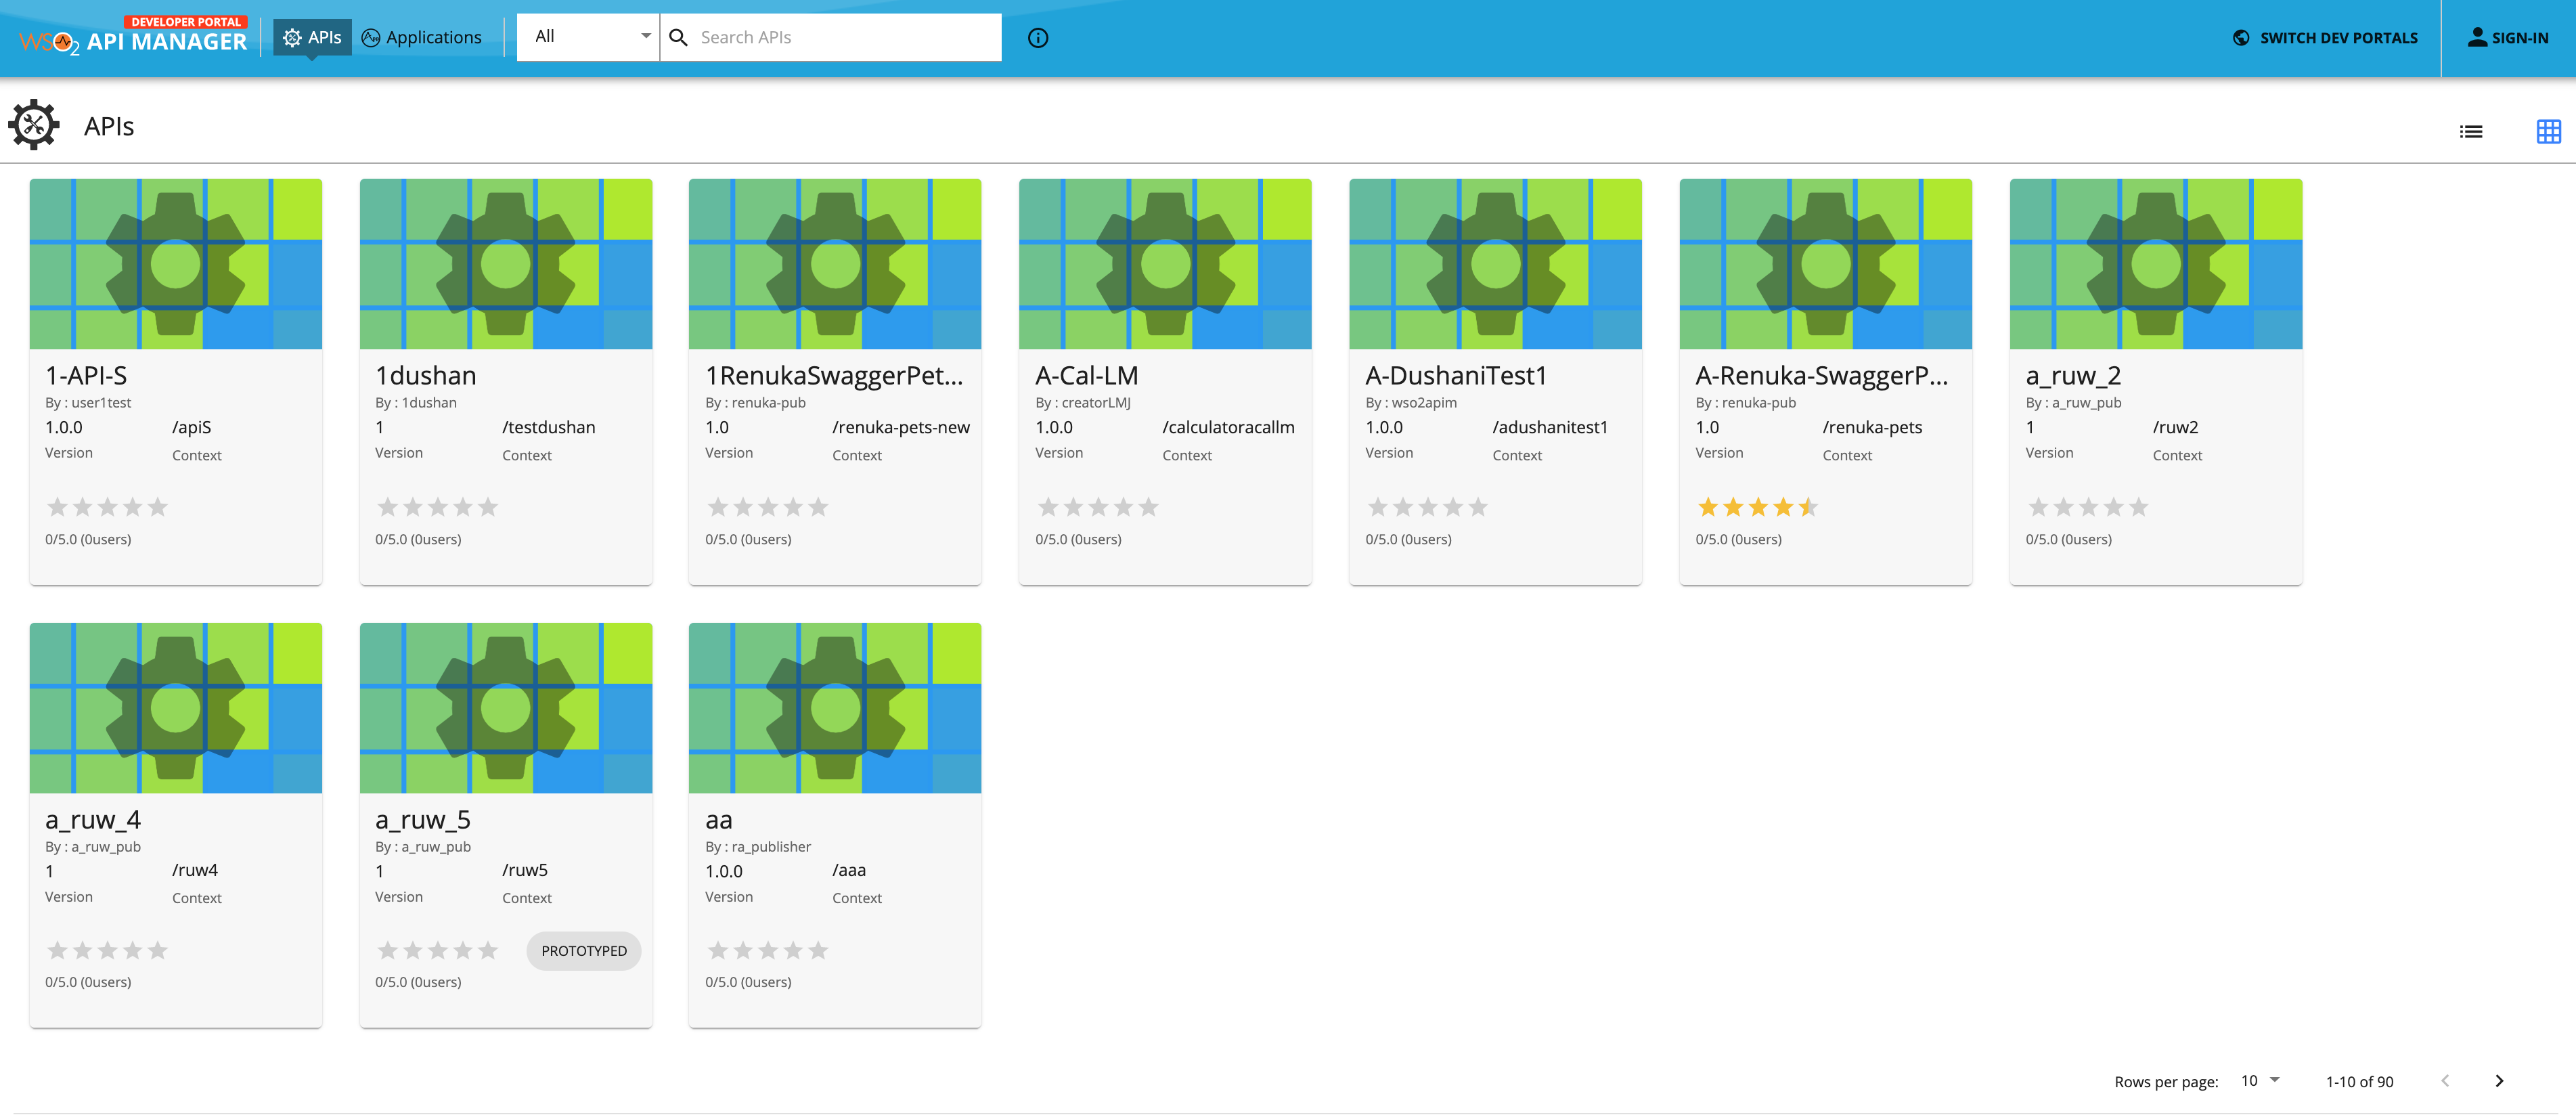 DEVELOPER PORTAL
WSO2 API MANAGER
APIs
Applications
All
Search APIs
SWITCH DEV PORTALS
SIGN-IN
APIs
1-API-S
By : user1test
1.0.0 /apiS
Version Context
0/5.0 (0users)
1dushan
By : 1dushan
1 /testdushan
Version Context
0/5.0 (0users)
1RenukaSwaggerPet...
By : renuka-pub
1.0 /renuka-pets-new
Version Context
0/5.0 (0users)
A-Cal-LM
By : creatorLMJ
1.0.0 /calculatoracallm
Version Context
0/5.0 (0users)
A-DushaniTest1
By : wso2apim
1.0.0 /adushanitest1
Version Context
0/5.0 (0users)
A-Renuka-SwaggerP...
By : renuka-pub
1.0 /renuka-pets
Version Context
0/5.0 (0users)
a_ruw_2
By : a_ruw_pub
1 /ruw2
Version Context
0/5.0 (0users)
a_ruw_4
By : a_ruw_pub
1 /ruw4
Version Context
0/5.0 (0users)
a_ruw_5
By : a_ruw_pub
1 /ruw5
Version Context
PROTOTYPED
0/5.0 (0users)
aa
By : ra_publisher
1.0.0 /aaa
Version Context
0/5.0 (0users)
Rows per page: 10 1-10 of 90